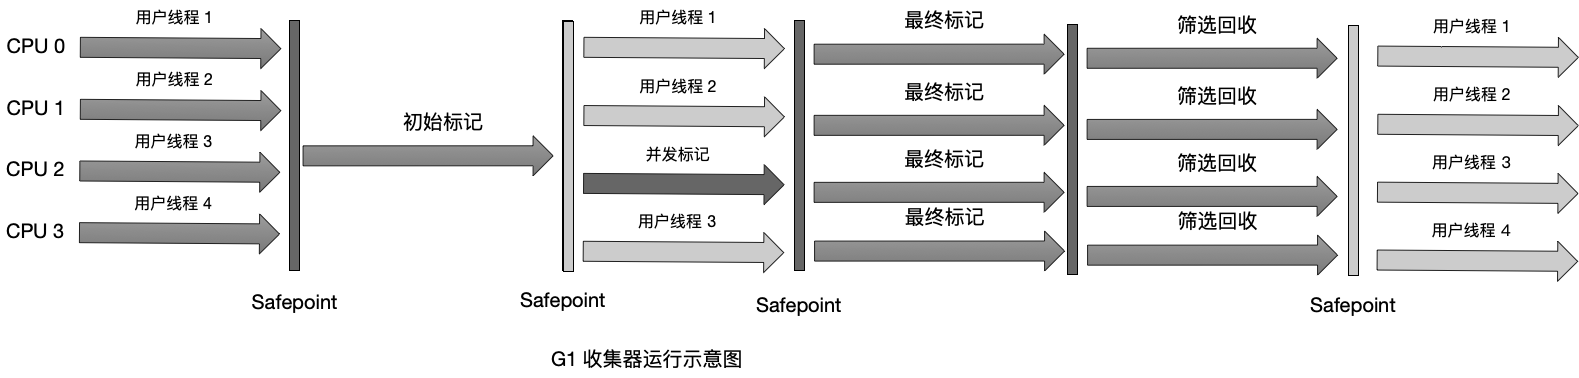 用户线程 1
CPU 0
用户线程 2
CPU 1
用户线程 3
CPU 2
用户线程 4
CPU 3
Safepoint
初始标记
Safepoint
用户线程 1
用户线程 2
并发标记
用户线程 3
Safepoint
最终标记
最终标记
最终标记
最终标记
筛选回收
筛选回收
筛选回收
筛选回收
Safepoint
用户线程 1
用户线程 2
用户线程 3
用户线程 4
G1 收集器运行示意图